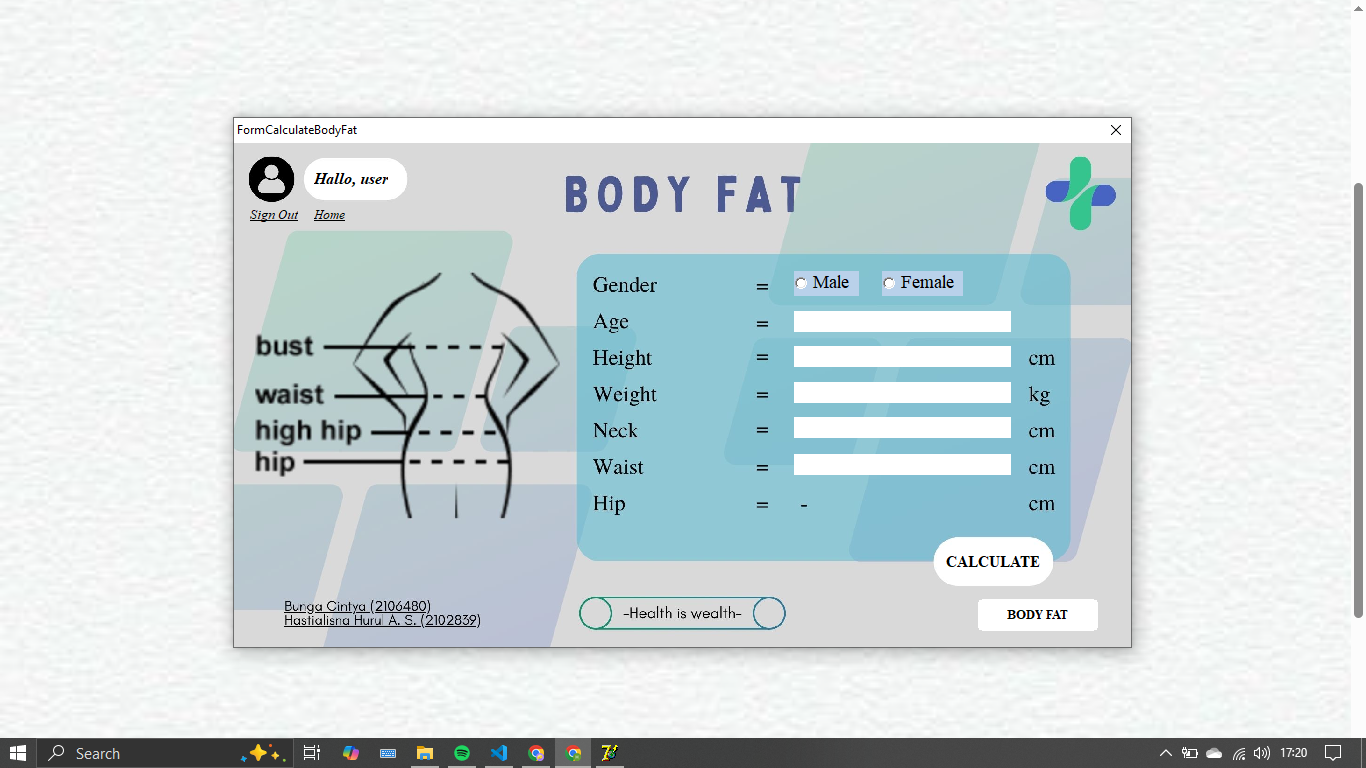 FormCalculateBodyFat
Hallo, user
Sign Out Home
BODY FAT
bust
waist
high hip
hip
Gender = Male Female
Age =
Height = cm
Weight = kg
Neck = cm
Waist = cm
Hip = - cm
CALCULATE
Bunga Cintya (2106480)
Hastialisna Hurul A. S. (2102839)
-Health is wealth-
BODY FAT
Search
17:20